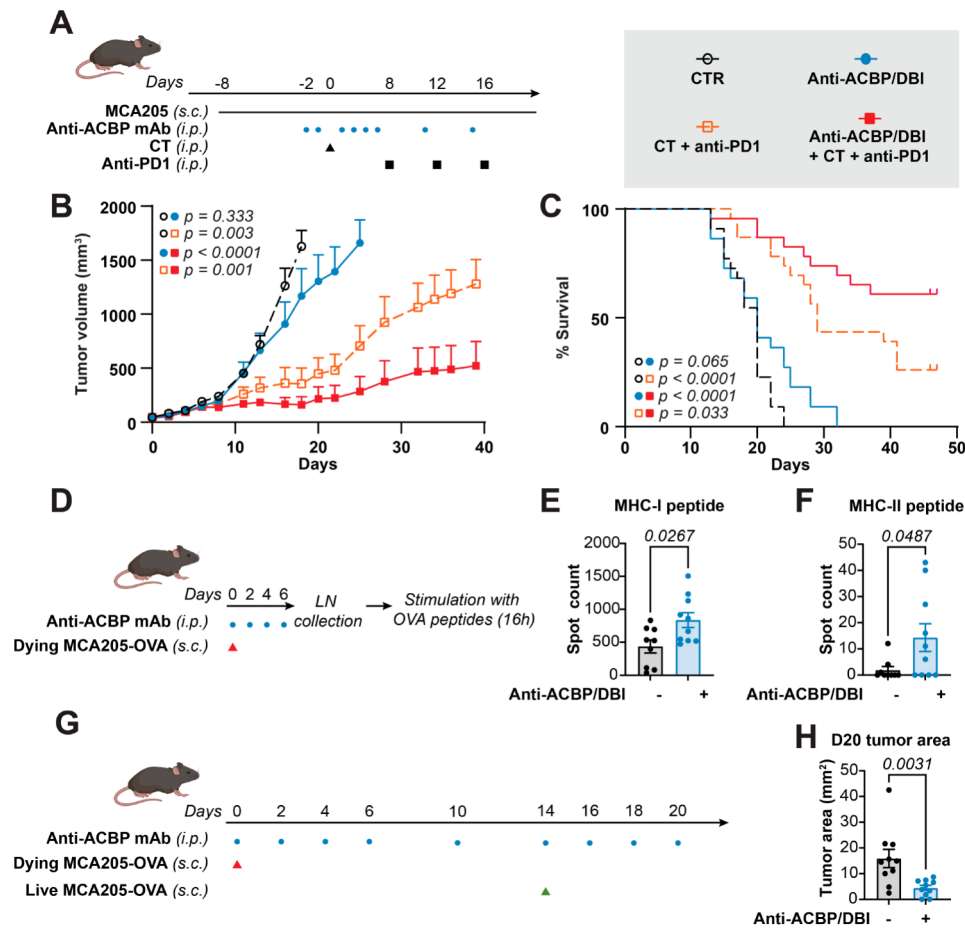 A
Days -8 -2 0 4 8 12 16
MCA205 (s.c.)
Anti-ACBP mAb (i.p.)
CT (i.p.)
Anti-PD1 (i.p.)
CTR
Anti-ACBP/DBI
CT + anti-PD1
Anti-ACBP/DBI
+ CT + anti-PD1
B
Tumor volume (mm³)
2000
1500
1000
500
0
p = 0.333
p = 0.003
p < 0.0001
p = 0.001
0 10 20 30 40
Days
C
% Survival
100
50
0
p = 0.065
p < 0.0001
p < 0.0001
p = 0.033
0 10 20 30 40 50
Days
D
Days 0 2 4 6
Anti-ACBP mAb (i.p.)
Dying MCA205-OVA (s.c.)
LN
collection
Stimulation with
OVA peptides (16h)
E
MHC-I peptide
0.0267
Spot count
2000
1500
1000
500
0
Anti-ACBP/DBI - +
F
MHC-II peptide
0.0487
Spot count
50
40
30
20
10
0
- +
G
Days 0 2 4 6 10 14 16 18 20
Anti-ACBP mAb (i.p.)
Dying MCA205-OVA (s.c.)
Live MCA205-OVA (s.c.)
H
D20 tumor area
0.0031
Tumor area (mm²)
50
40
30
20
10
0
Anti-ACBP/DBI - +